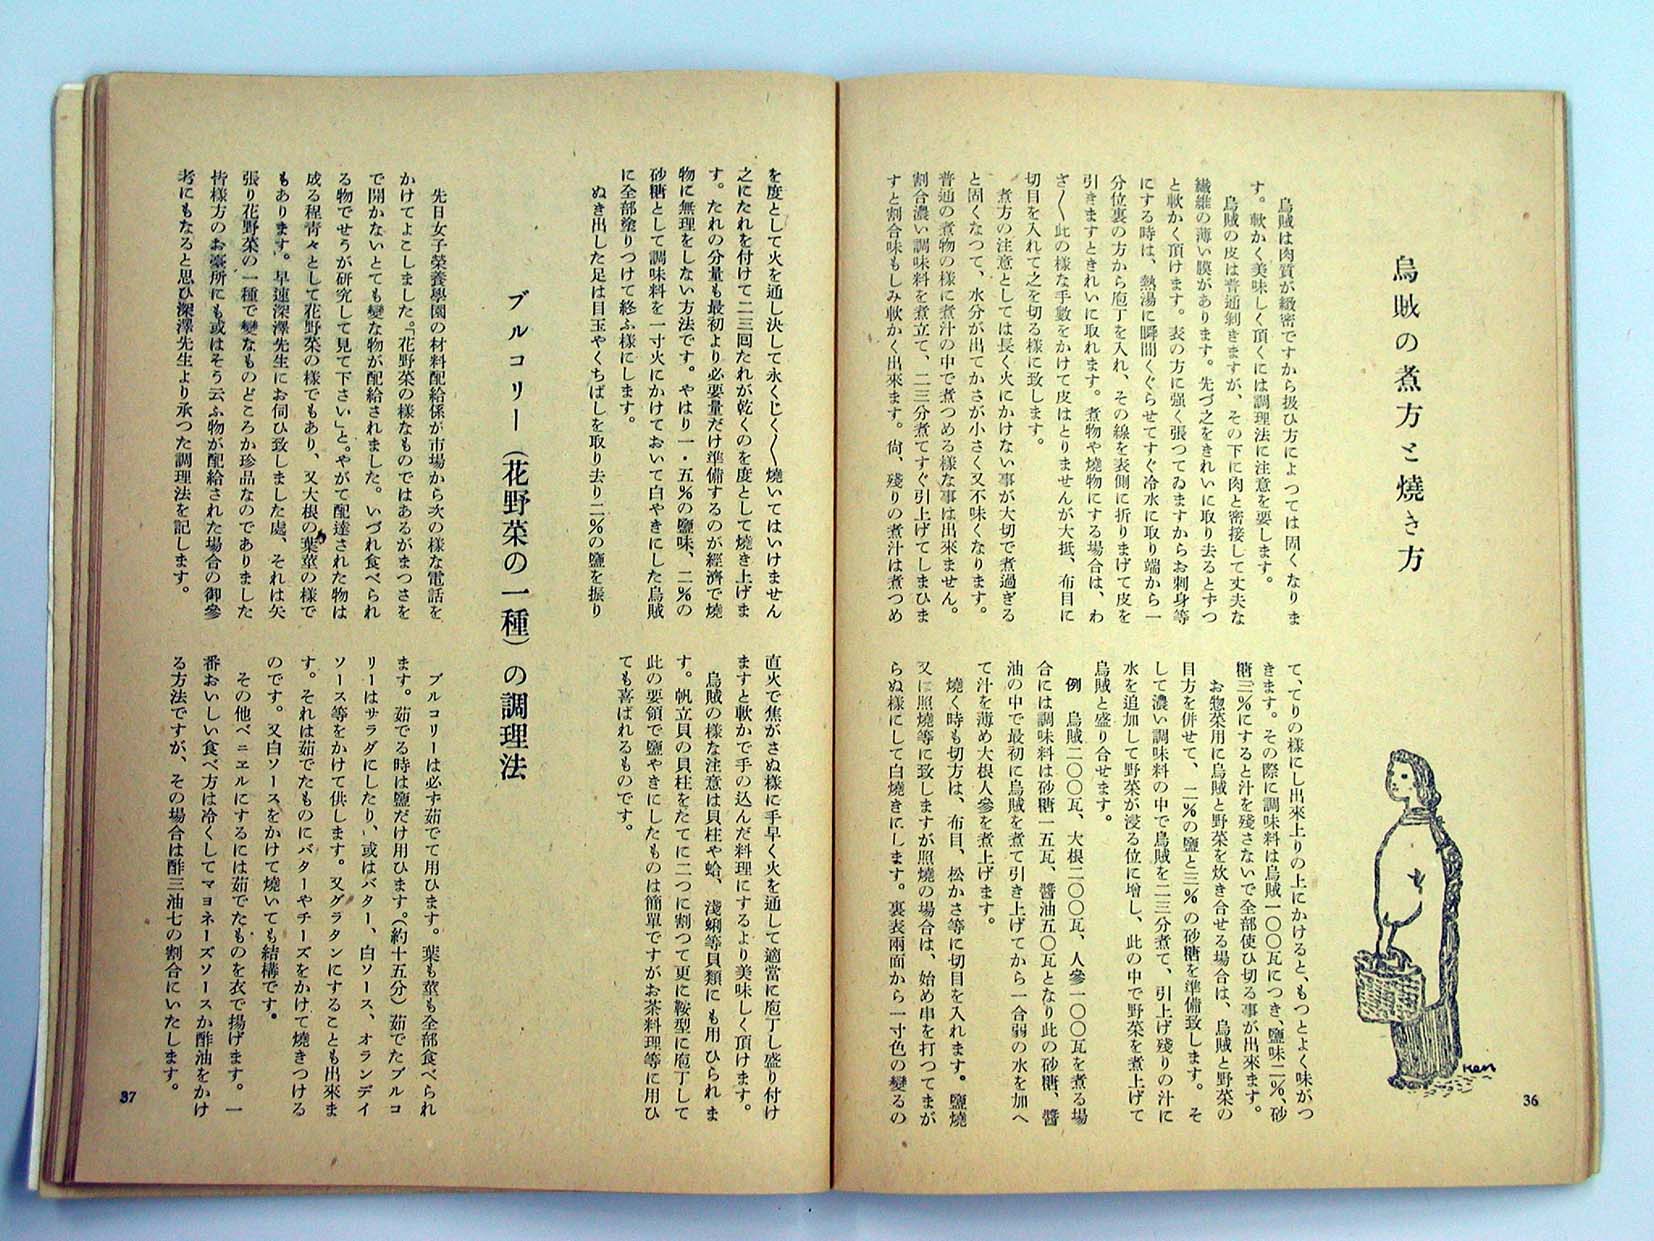 烏賊の煮方と燒き方
烏賊は肉質が緻密ですから扱ひ方によつては固くなりま
す。軟かく美味しく頂くには調理法に注意を要します。
烏賊の皮は普通剝きますが、その下に肉と密接して丈夫な
纖維の薄い膜があります。先づ之をきれいに取り去るとずつ
と軟かく頂けます。表の方に強く張つてゐますからお刺身等
にする時は、熱湯に瞬間くぐらせてすぐ冷水に取り端から一
分位裏の方から庖丁を入れ、その線を表側に折りまげて皮を
引きますときれいに取れます。煮物や燒物にする場合は、わ
ざ〳〵此の樣な手數をかけて皮はとりませんが大抵、布目に
切目を入れて之を切る樣に致します。
煮方の注意としては長く火にかけない事が大切で煮過ぎる
と固くなつて、水分が出てかさが小さく又不味くなります。
普通の煮物の樣に煮汁の中で煮つめる樣な事は出來ません。
割合濃い調味料を煮立て、二三分煮てすぐ引上げてしまひま
すと割合味もしみ軟かく出來ます。尙、殘りの煮汁は煮つめ
て、てりの樣にし出來上りの上にかけると、もつとよく味がつ
きます。その際に調味料は烏賊一〇〇瓦につき、鹽味二%、砂
糖三%にすると汁を殘さないで全部使ひ切る事が出來ます。
お惣菜用に烏賊と野菜を炊き合せる場合は、烏賊と野菜の
目方を併せて、二%の鹽と三%の砂糖を準備致します。そ
して濃い調味料の中で烏賊を二三分煮て、引上げ殘りの汁に
水を追加して野菜が浸る位に增し、此の中で野菜を煮上げて
烏賊と盛り合せます。
例 烏賊二〇〇瓦、大根二〇〇瓦、人參一〇〇瓦を煮る場
合には調味料は砂糖一五瓦、醬油五〇瓦となり此の砂糖、醬
油の中で最初に烏賊を煮て引き上げてから一合弱の水を加へ
て汁を薄め大根人參を煮上げます。
燒く時も切方は、布目、松かさ等に切目を入れます。鹽燒
又は照燒等に致しますが照燒の場合は、始め串を打つてまが
らぬ樣にして白燒きにします。裏表兩面から一寸色の變るの
Ken
36
を度として火を通し決して永くじく〳〵燒いてはいけません
之にたれを付けて二三回たれが乾くのを度として燒き上げま
す。たれの分量も最初より必要量だけ準備するのが經濟で燒
物に無理をしない方法です。やはり一・五%の鹽味、二%の
砂糖として調味料を一寸火にかけておいて白やきにした烏賊
に全部塗りつけて終ふ樣にします。
ぬき出した足は目玉やくちばしを取り去り二%の鹽を振り
直火で焦がさぬ樣に手早く火を通して適當に庖丁し盛り付け
ますと軟かで手の込んだ料理にするより美味しく頂けます。
烏賊の樣な注意は貝柱や蛤、淺蜊等貝類にも用ひられま
す。帆立貝の貝柱をたてに二つに割つて更に鞍型に庖丁して
此の要領で鹽やきにしたものは簡單ですがお茶料理等に用ひ
ても喜ばれるものです。
ブルコリー（花野菜の一種）の調理法
先日女子榮養學園の材料配給係が市場から次の樣な電話を
かけてよこしました。「花野菜の樣なものではあるがまつさを
で開かないとても變な物が配給されました。いづれ食べられ
る物でせうが研究して見て下さい」と。やがて配達された物は
成る程靑々として花野菜の樣でもあり、又大根の葉莖の樣で
もあります。早速深澤先生にお伺ひ致しました處、それは矢
張り花野菜の一種で變なものどころか珍品なのでありました
皆樣方のお臺所にも或はそう云ふ物が配給された場合の御參
考にもなると思ひ深澤先生より承つた調理法を記します。
ブルコリーは必ず茹でて用ひます。葉も莖も全部食べられ
ます。茹でる時は鹽だけ用ひます。（約十五分）茹でたブルコ
リーはサラダにしたり、或はバター、白ソース、オランデイ
ソース等をかけて供します。又グラタンにすることも出來ま
す。それは茹でたものにバターやチーズをかけて燒きつける
のです。又白ソースをかけて燒いても結構です。
その他ベニエルにするには茹でたものを衣で揚げます。一
番おいしい食べ方は冷くしてマヨネーズソースか酢油をかけ
る方法ですが、その場合は酢三油七の割合にいたします。
37